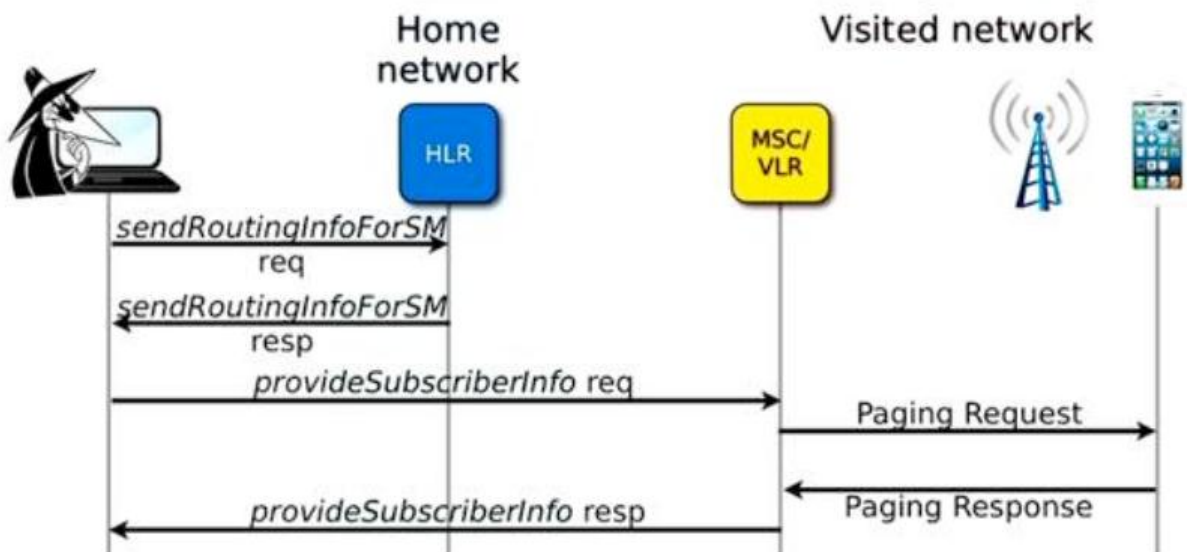 Home
network
Visited network
HLR
MSC/
VLR
sendRoutingInfoForSM
req
sendRoutingInfoForSM
resp
provideSubscriberInfo req
Paging Request
Paging Response
provideSubscriberInfo resp